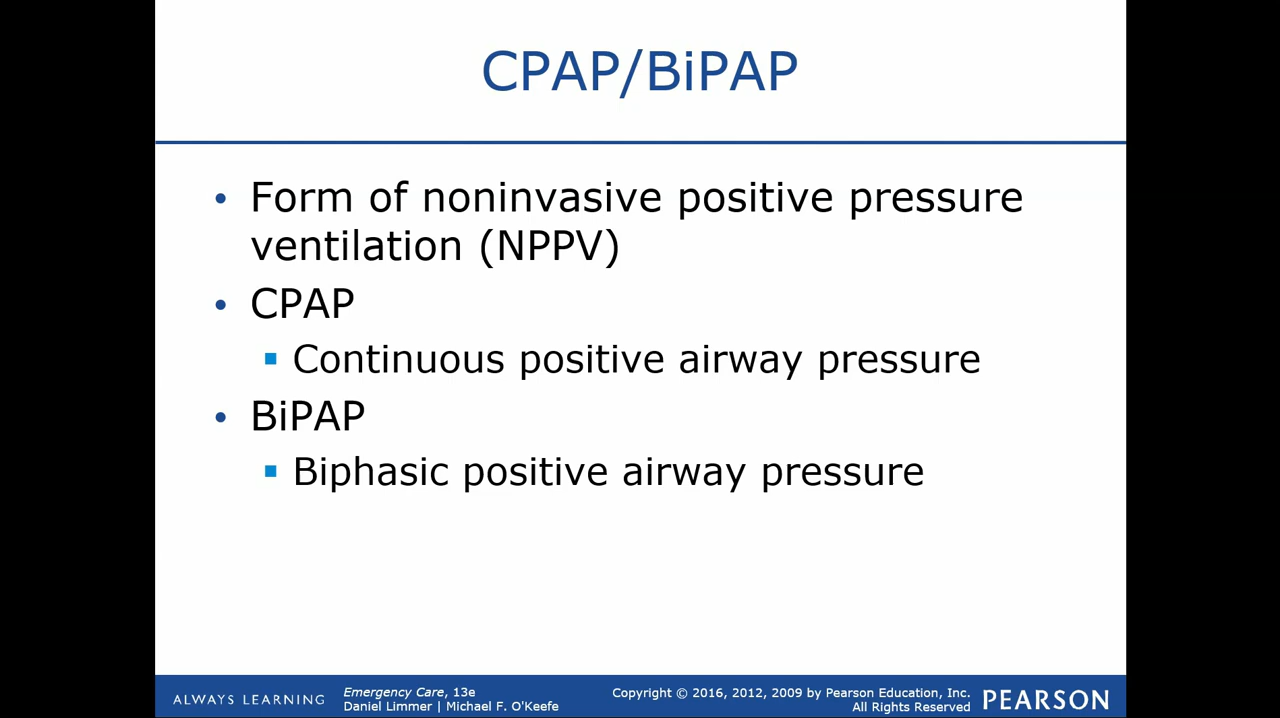 CPAP/BiPAP
• Form of noninvasive positive pressure
ventilation (NPPV)
• CPAP
▪ Continuous positive airway pressure
• BiPAP
▪ Biphasic positive airway pressure
ALWAYS LEARNING
Emergency Care, 13e
Daniel Limmer | Michael F. O'Keefe
Copyright © 2016, 2012, 2009 by Pearson Education, Inc.
All Rights Reserved
PEARSON